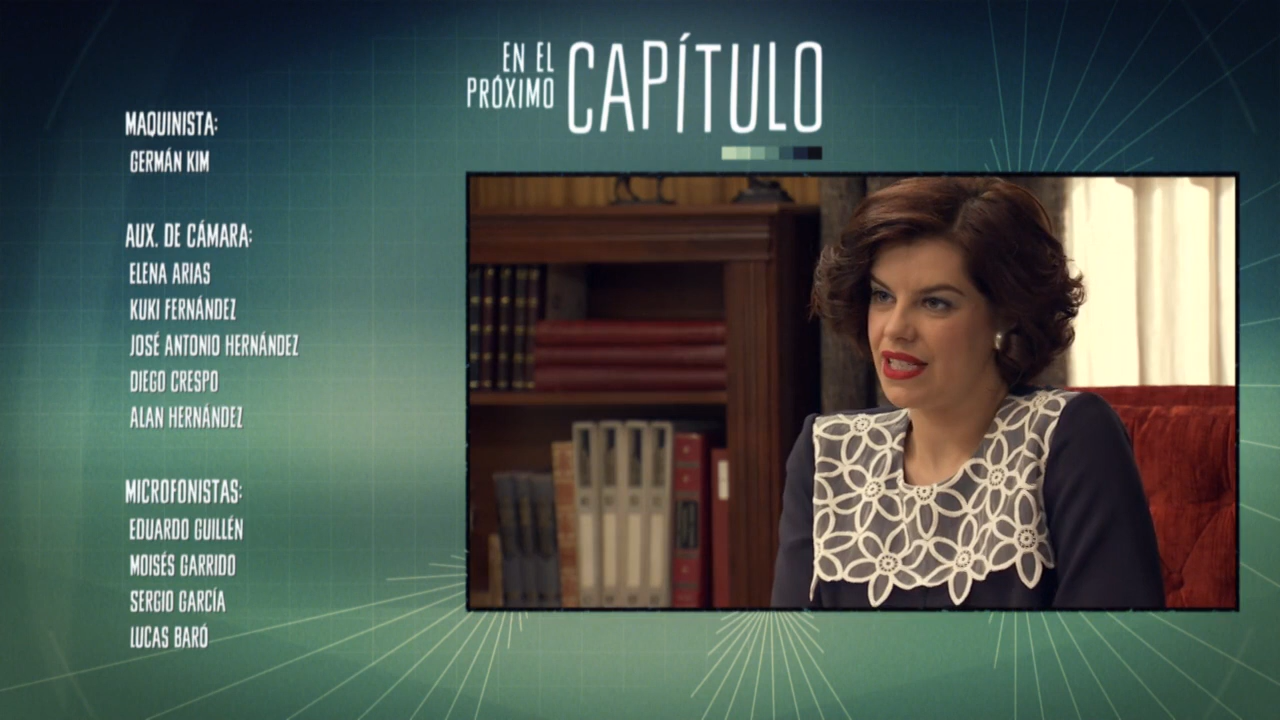 EN EL
PRÓXIMO
CAPÍTULO
MAQUINISTA:
GERMÁN KIM
AUX. DE CÁMARA:
ELENA ARIAS
KUKI FERNÁNDEZ
JOSÉ ANTONIO HERNÁNDEZ
DIEGO CRESPO
ALAN HERNÁNDEZ
MICROFONISTAS:
EDUARDO GUILLÉN
MOISÉS GARRIDO
SERGIO GARCÍA
LUCAS BARÓ